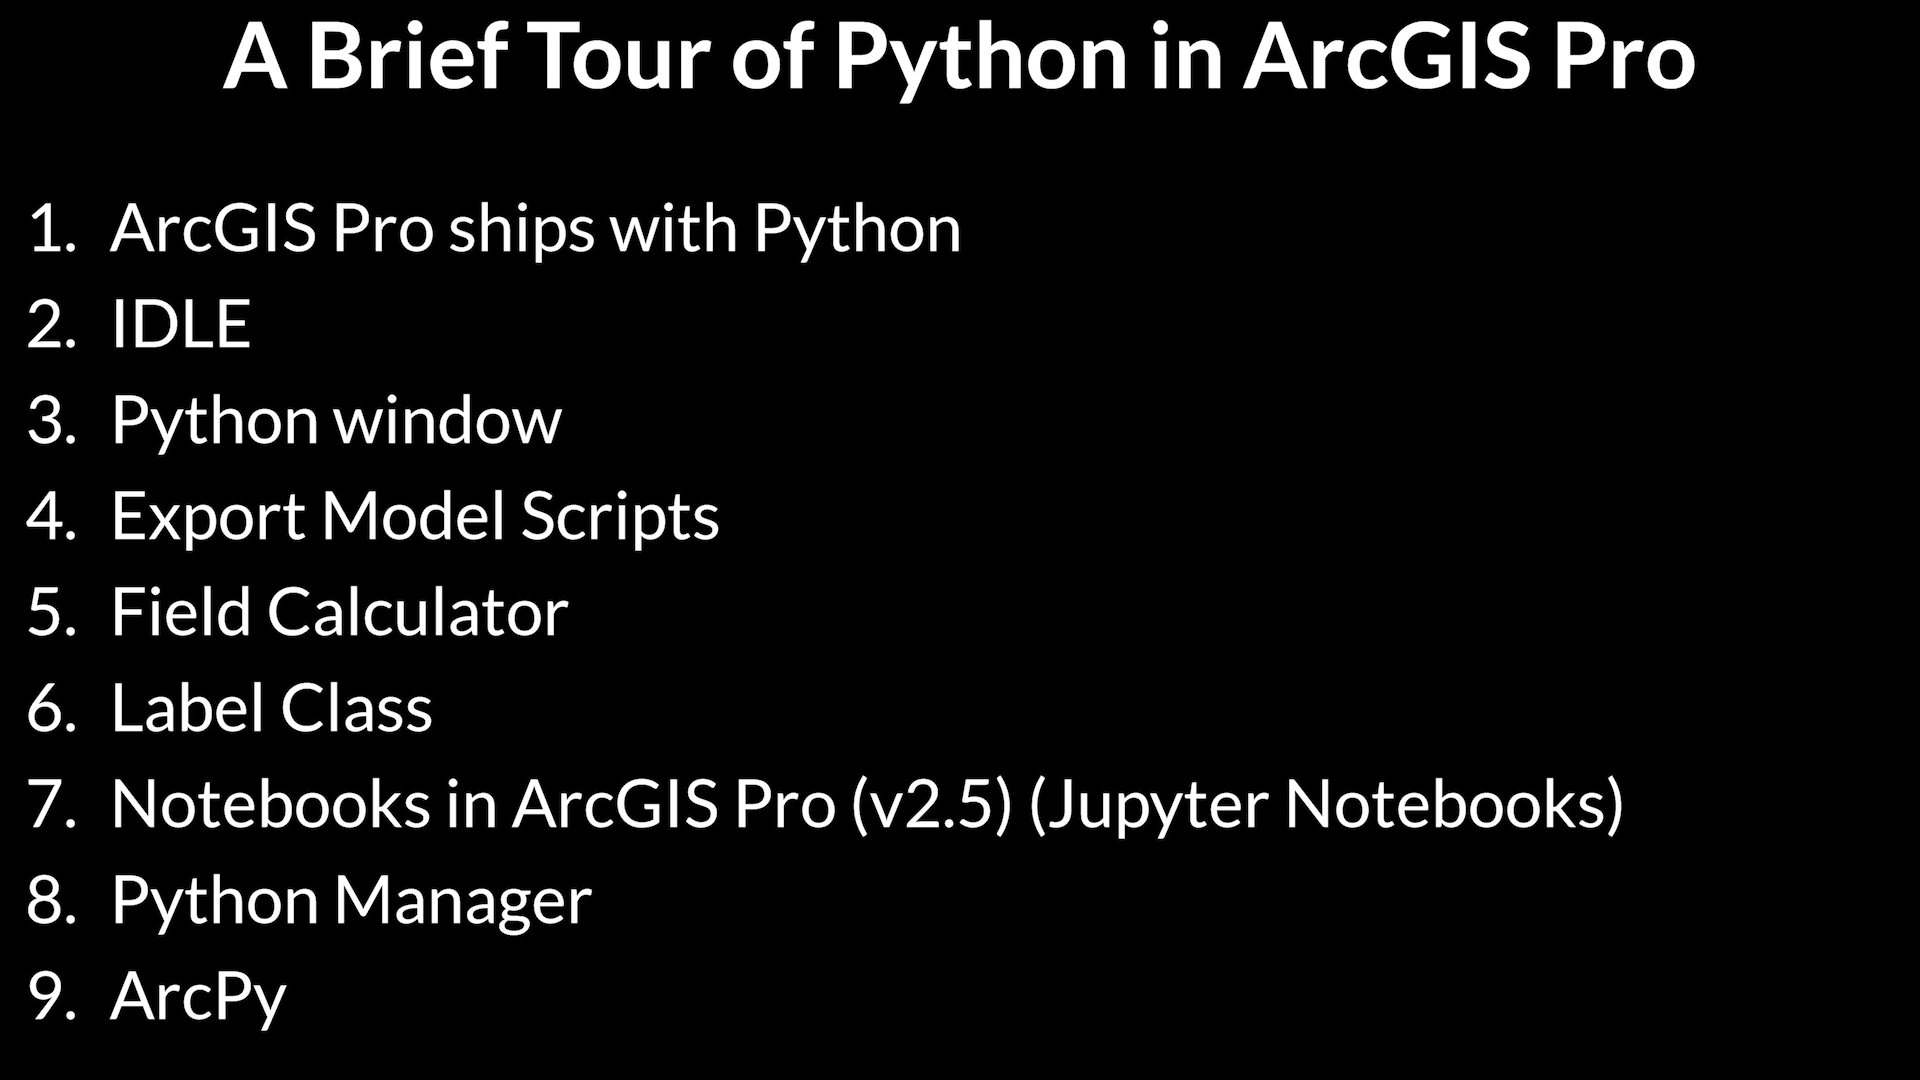 A Brief Tour of Python in ArcGIS Pro
1. ArcGIS Pro ships with Python
2. IDLE
3. Python window
4. Export Model Scripts
5. Field Calculator
6. Label Class
7. Notebooks in ArcGIS Pro (v2.5) (Jupyter Notebooks)
8. Python Manager
9. ArcPy